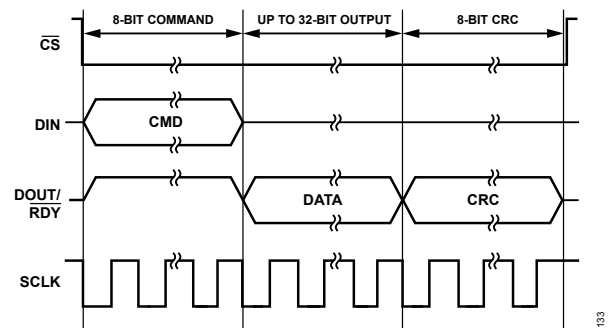 8-BIT COMMAND UP TO 32-BIT OUTPUT 8-BIT CRC
CS
DIN CMD
DOUT/
RDY
DATA CRC
SCLK
133